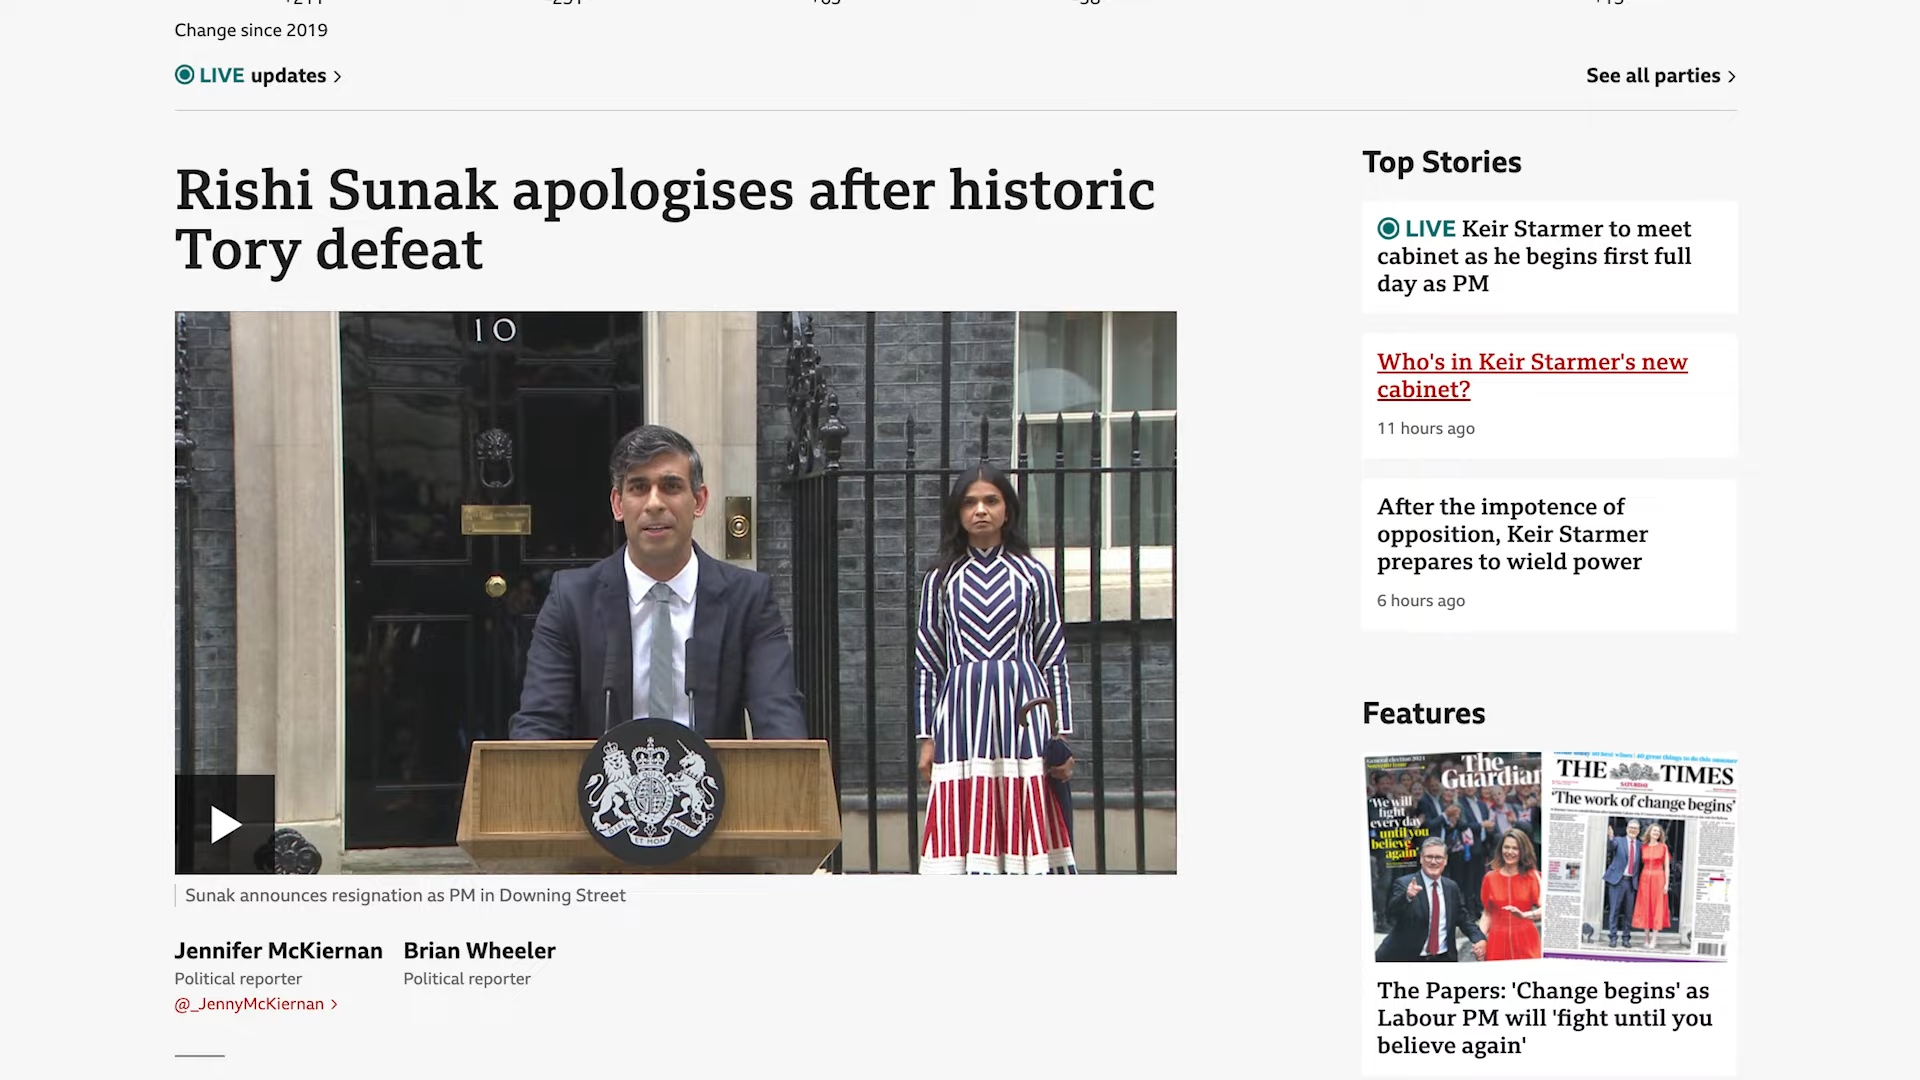 Change since 2019
LIVE updates
See all parties
Rishi Sunak apologises after historic
Tory defeat
10
Sunak announces resignation as PM in Downing Street
Jennifer McKiernan
Political reporter
@_JennyMcKiernan
Brian Wheeler
Political reporter
Top Stories
LIVE Keir Starmer to meet
cabinet as he begins first full
day as PM
Who's in Keir Starmer's new
cabinet?
11 hours ago
After the impotence of
opposition, Keir Starmer
prepares to wield power
6 hours ago
Features
The Guardian
'We will
fight
every day
until you
believe
again'
THE TIMES
'The work of change begins'
The Papers: 'Change begins' as
Labour PM will 'fight until you
believe again'